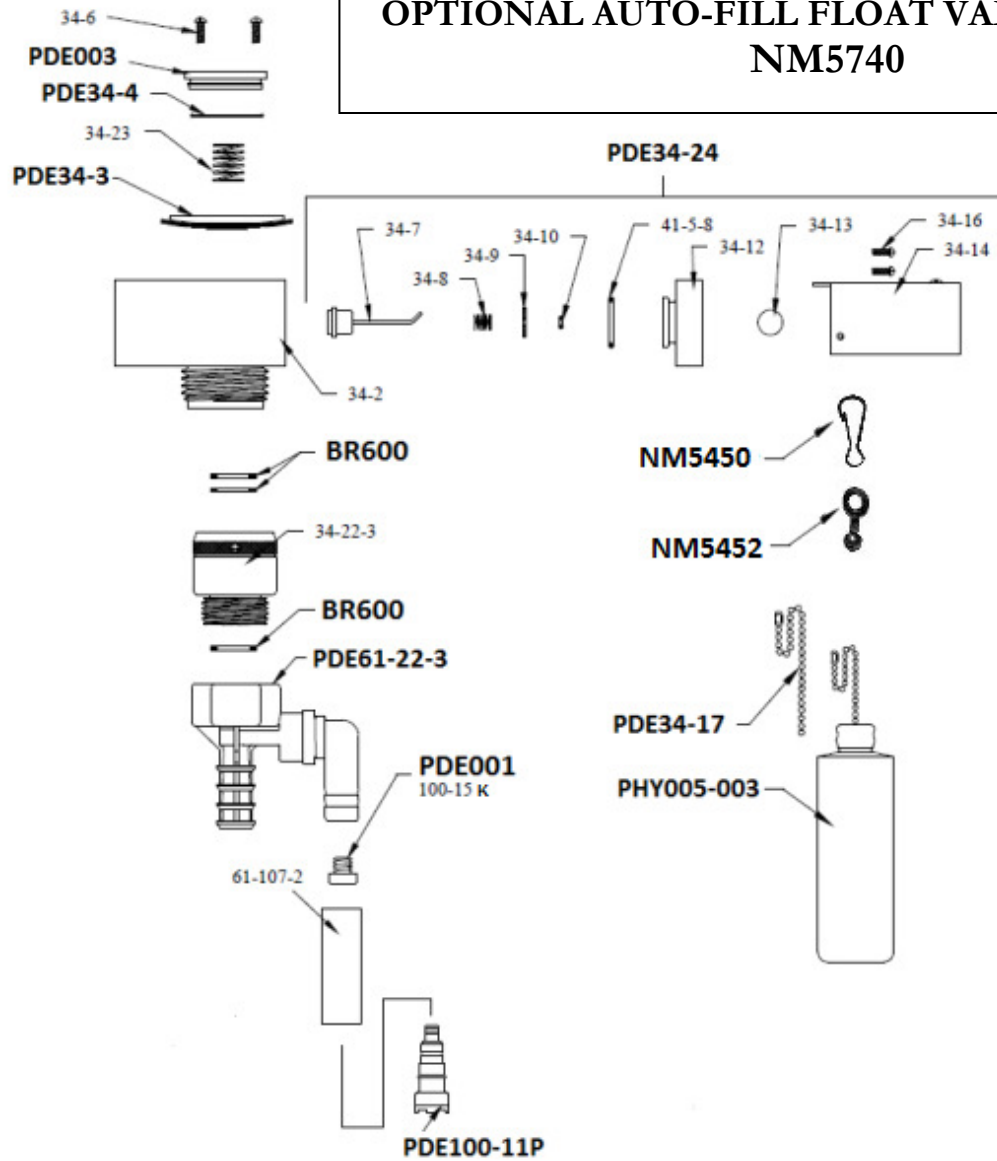 OPTIONAL AUTO-FILL FLOAT
NM5740
34-6
PDE003
PDE34-4
34-23
PDE34-3
PDE34-24
34-7
34-8
34-9
34-10
41-5-8
34-12
34-13
34-16
34-14
34-2
BR600
NM5450
34-22-3
NM5452
BR600
PDE61-22-3
PDE34-17
PDE001
100-15 K
PHY005-003
61-107-2
PDE100-11P